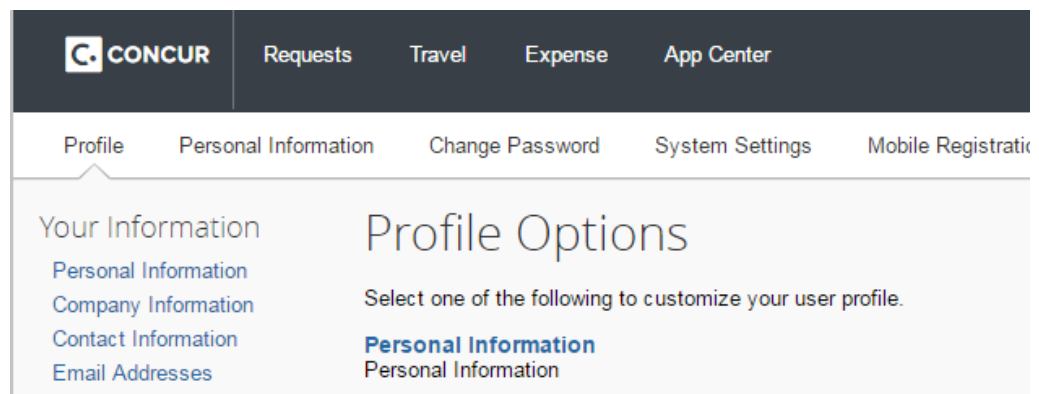 C. CONCUR Requests Travel Expense App Center
Profile Personal Information Change Password System Settings Mobile Registratio
Your Information
Personal Information
Company Information
Contact Information
Email Addresses
Profile Options
Select one of the following to customize your user profile.
Personal Information
Personal Information